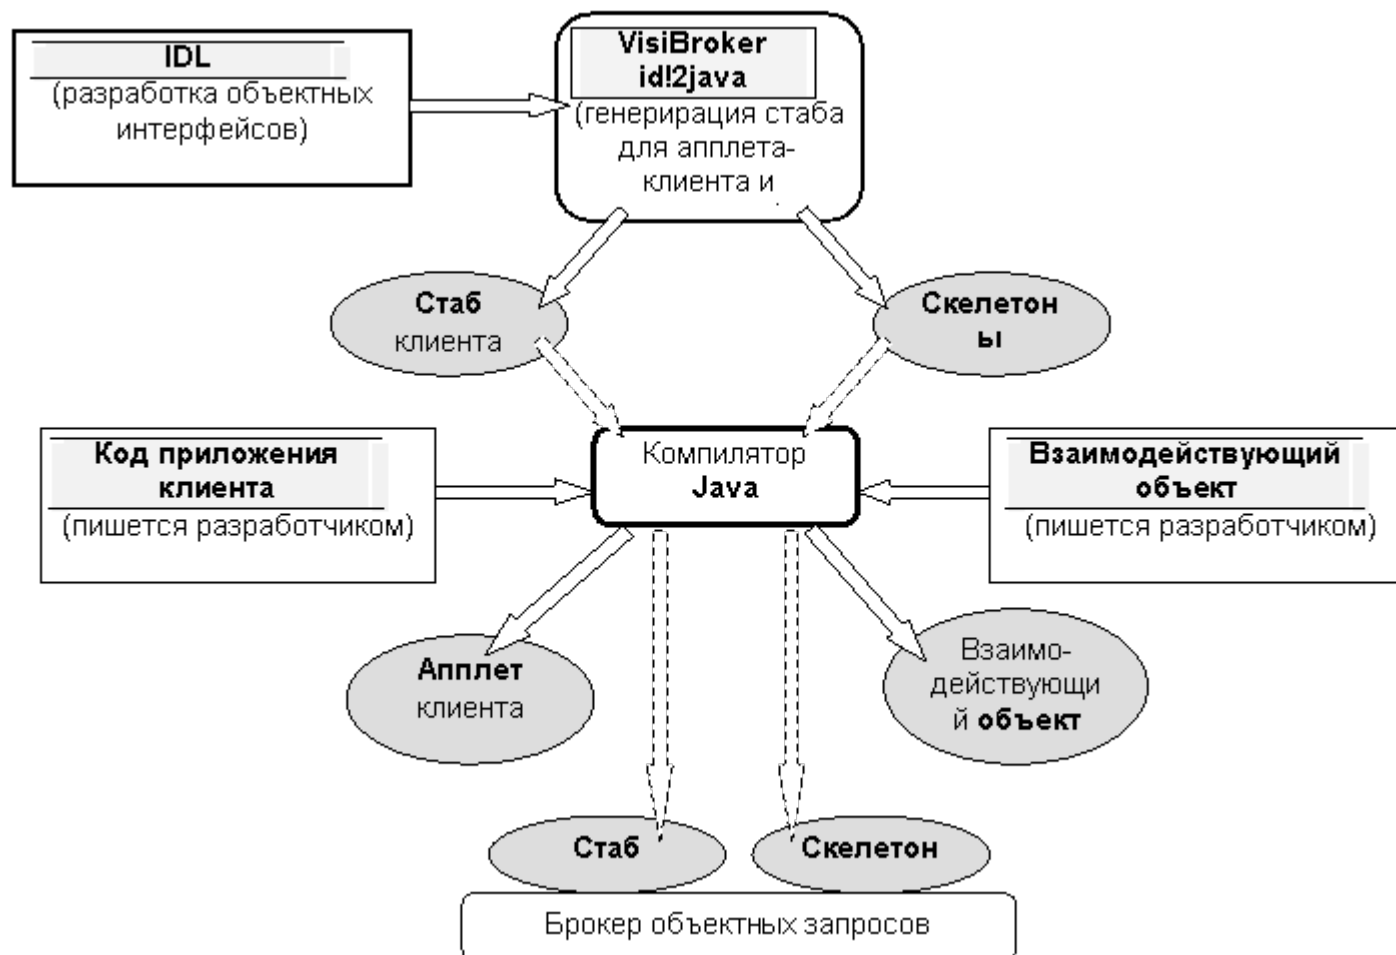 IDL
(разработка объектных
интерфейсов)
VisiBroker
id!2java
(генерирация стаба
для апплета-
клиента и
Стаб
клиента
Скелетон
ы
Код приложения
клиента
(пишется разработчиком)
Компилятор
Java
Взаимодействующий
объект
(пишется разработчиком)
Апплет
клиента
Взаимо-
действующи
й объект
Стаб
Скелетон
Брокер объектных запросов